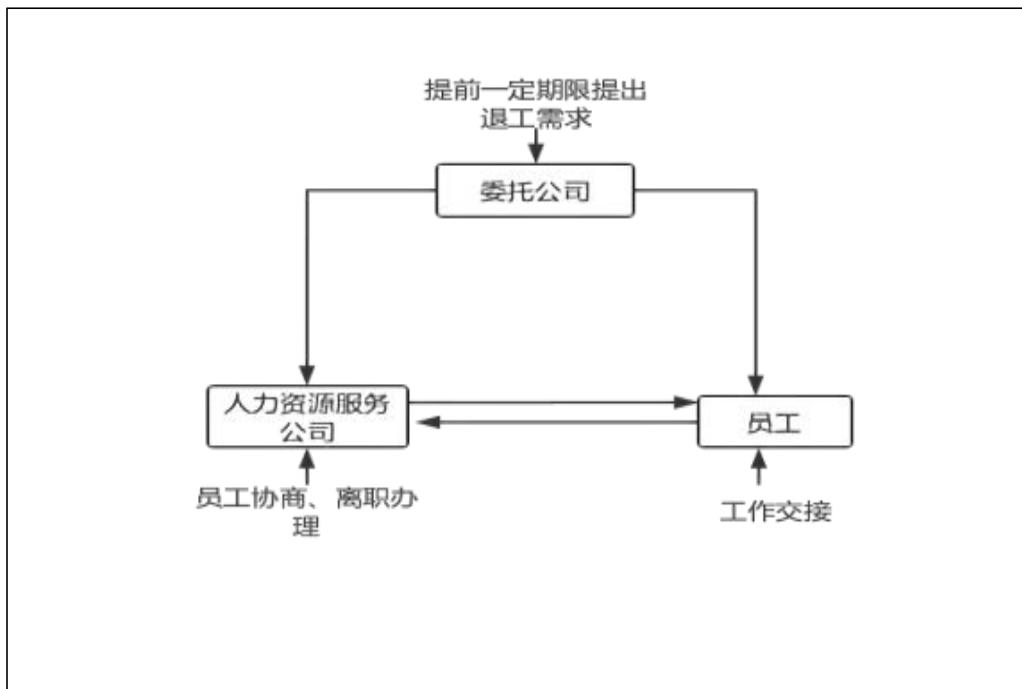 提前一定期限提出
退工需求
委托公司
人力资源服务
公司
员工
员工协商、离职办
理
工作交接